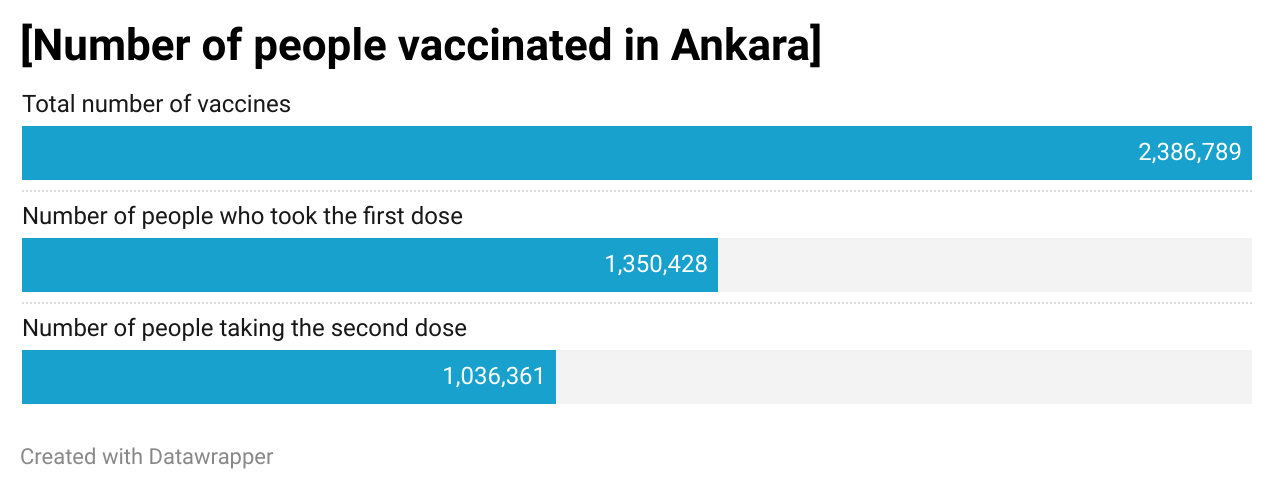 [Number of people vaccinated in Ankara]
Total number of vaccines
2,386,789
Number of people who took the first dose
1,350,428
Number of people taking the second dose
1,036,361
Created with Datawrapper